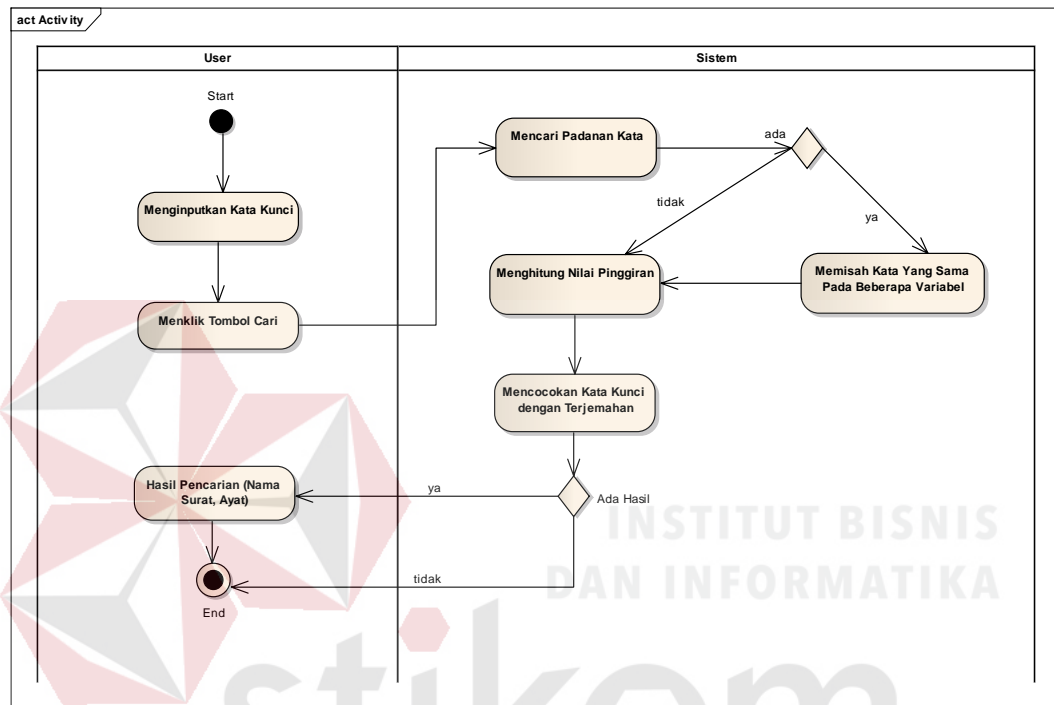 act Activity
User
Sistem
Start
Mencari Padanan Kata
ada
tidak
ya
Menginputkan Kata Kunci
Menghitung Nilai Pinggiran
Memisah Kata Yang Sama
Pada Beberapa Variabel
Menklik Tombol Cari
Mencocokan Kata Kunci
dengan Terjemahan
Hasil Pencarian (Nama
Surat, Ayat)
ya
Ada Hasil
tidak
End
INSTITUT BISNIS
DAN INFORMATIKA
stikom